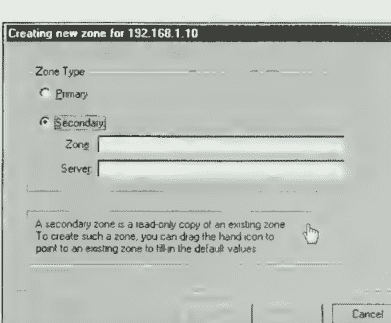 Creating new zone for 192.168.1.10
Zone Type
Primary
Secondary
Zone
Server
A secondary zone is a read-only copy of an existing zone
To create such a zone, you can drag the hand icon to
point to an existing zone to fill-in the default values
Cancel